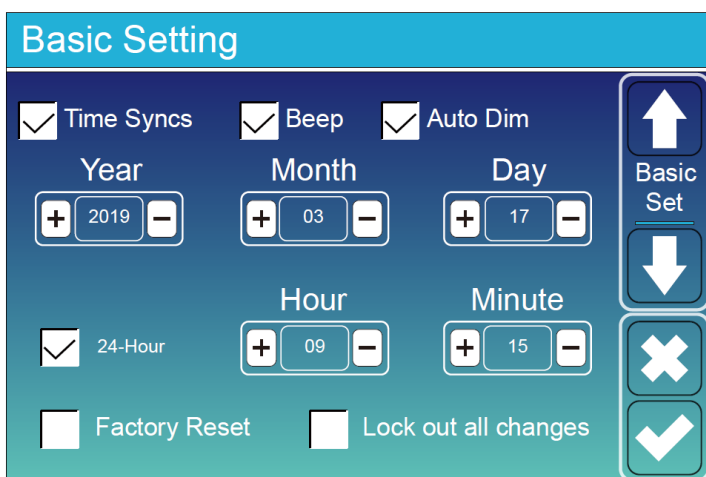 Basic Setting
Time Syncs Beep Auto Dim
Year Month Day
+ 2019 − + 03 − + 17 −
Basic
Set
Hour Minute
24-Hour + 09 − + 15 −
Factory Reset Lock out all changes